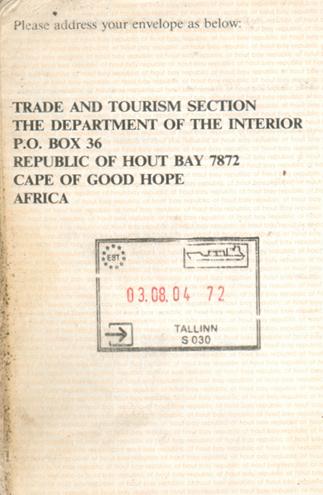 Please address your envelope as below:
TRADE AND TOURISM SECTION
THE DEPARTMENT OF THE INTERIOR
P.O. BOX 36
REPUBLIC OF HOUT BAY 7872
CAPE OF GOOD HOPE
AFRICA
EST
03.08.04 72
TALLINN
S 030